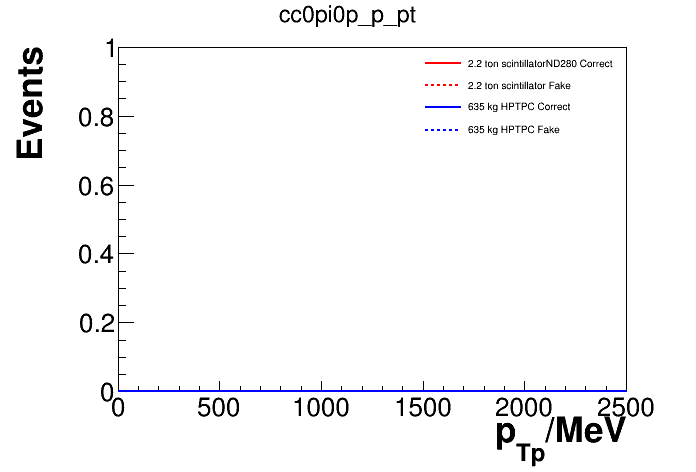 cc0pi0p_p_pt
Events
1
0.8
0.6
0.4
0.2
0
2.2 ton scintillatorND280 Correct
2.2 ton scintillator Fake
635 kg HPTPC Correct
635 kg HPTPC Fake
0 500 1000 1500 2000 2500
pTp/MeV